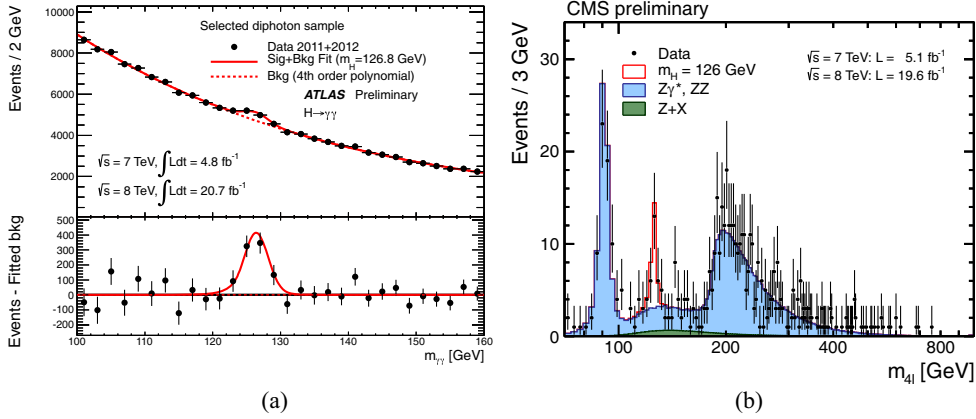 Selected diphoton sample
Data 2011+2012
Sig+Bkg Fit (m_H=126.8 GeV)
Bkg (4th order polynomial)
ATLAS Preliminary
H→γγ
√s = 7 TeV, ∫Ldt = 4.8 fb⁻¹
√s = 8 TeV, ∫Ldt = 20.7 fb⁻¹
Events / 2 GeV
10000
8000
6000
4000
2000
0
Events - Fitted bkg
500
400
300
200
100
0
-100
-200
100 110 120 130 140 150 160
m_γγ [GeV]
(a)
CMS preliminary
√s = 7 TeV: L = 5.1 fb⁻¹
√s = 8 TeV: L = 19.6 fb⁻¹
Data
m_H = 126 GeV
Zγ*, ZZ
Z+X
Events / 3 GeV
30
20
10
0
100 200 400 800
m_4l [GeV]
(b)